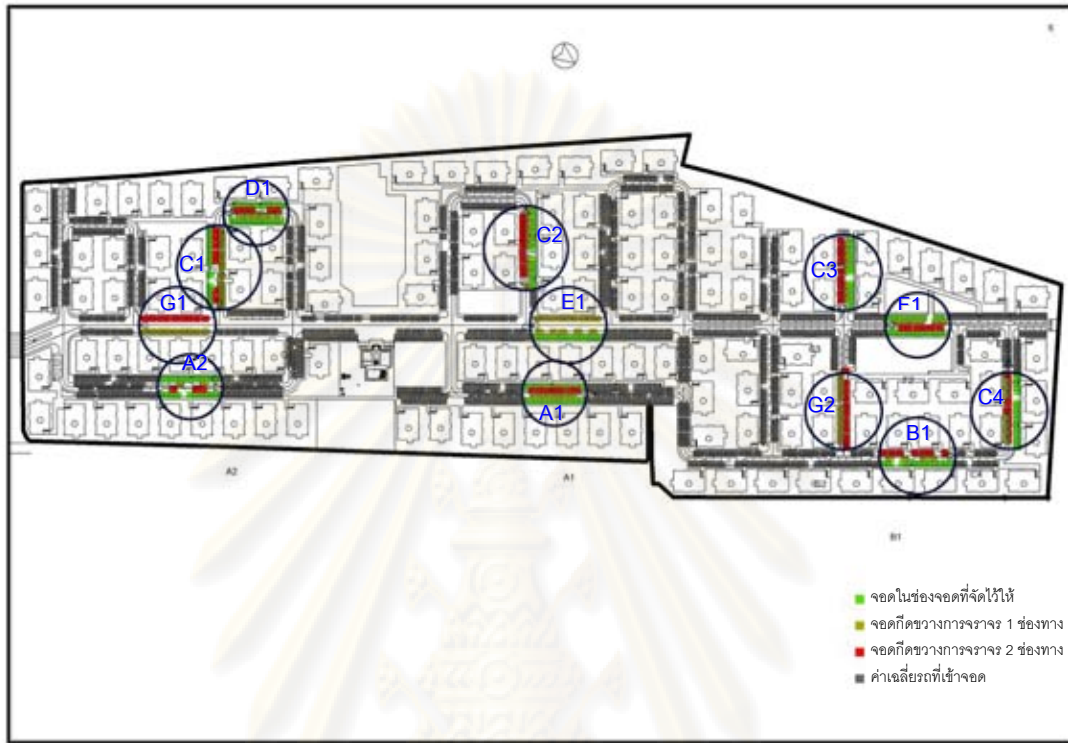 D1
C1
C2
C3
G1
E1
F1
A2
A1
G2
C4
B1
A2
A1
B1
จอดในช่องจอดที่จัดไว้ให้
จอดกีดขวางการจราจร 1 ช่องทาง
จอดกีดขวางการจราจร 2 ช่องทาง
ค่าเฉลี่ยรถที่เข้าจอด